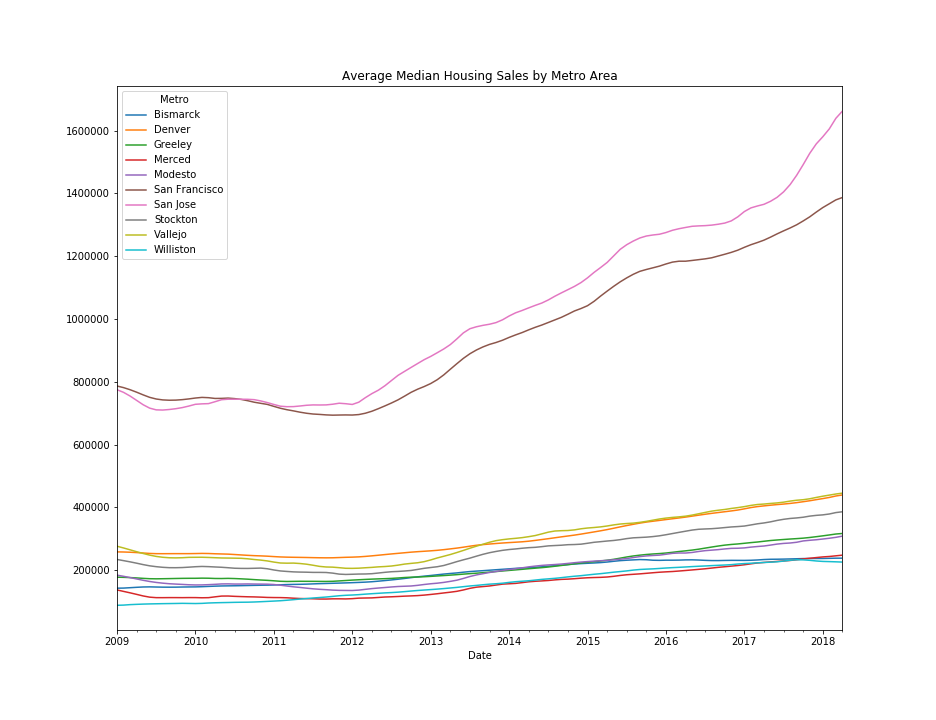 Average Median Housing Sales by Metro Area
Metro
Bismarck
Denver
Greeley
Merced
Modesto
San Francisco
San Jose
Stockton
Vallejo
Williston
1600000
1400000
1200000
1000000
800000
600000
400000
200000
2009 2010 2011 2012 2013 2014 2015 2016 2017 2018
Date